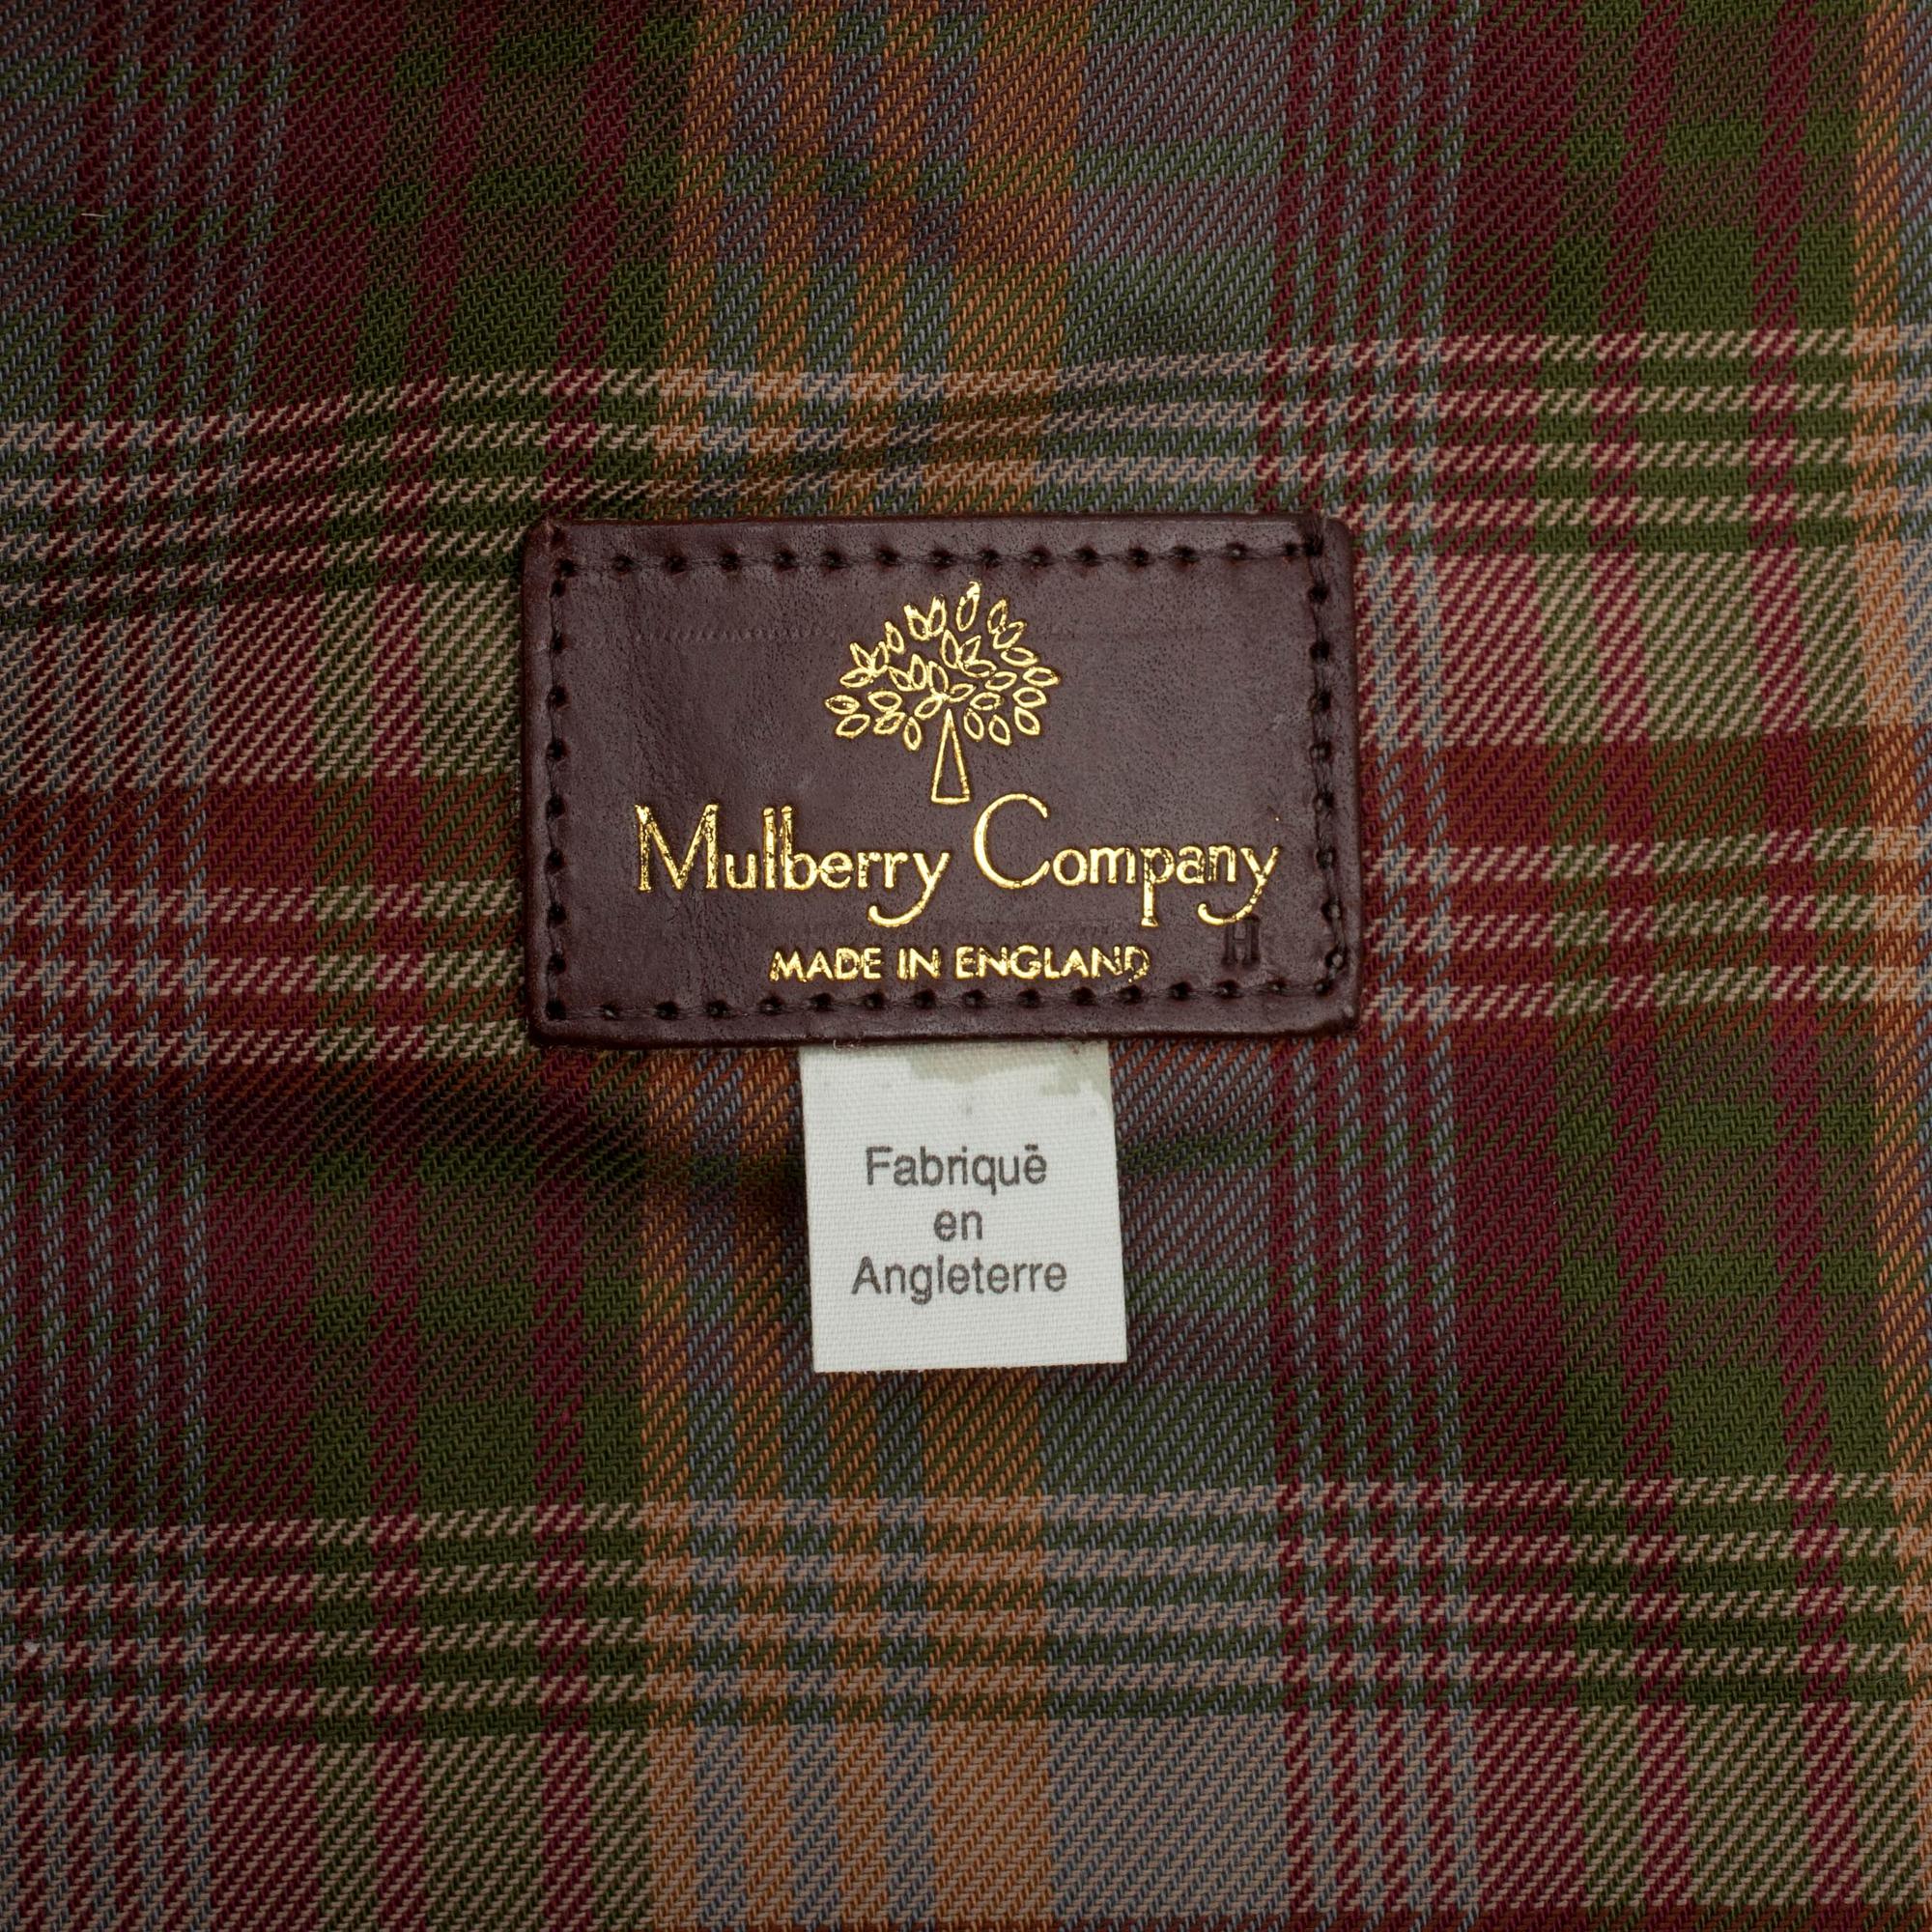 Mulberry Company
MADE IN ENGLAND
H
Fabriquē
en
Angleterre